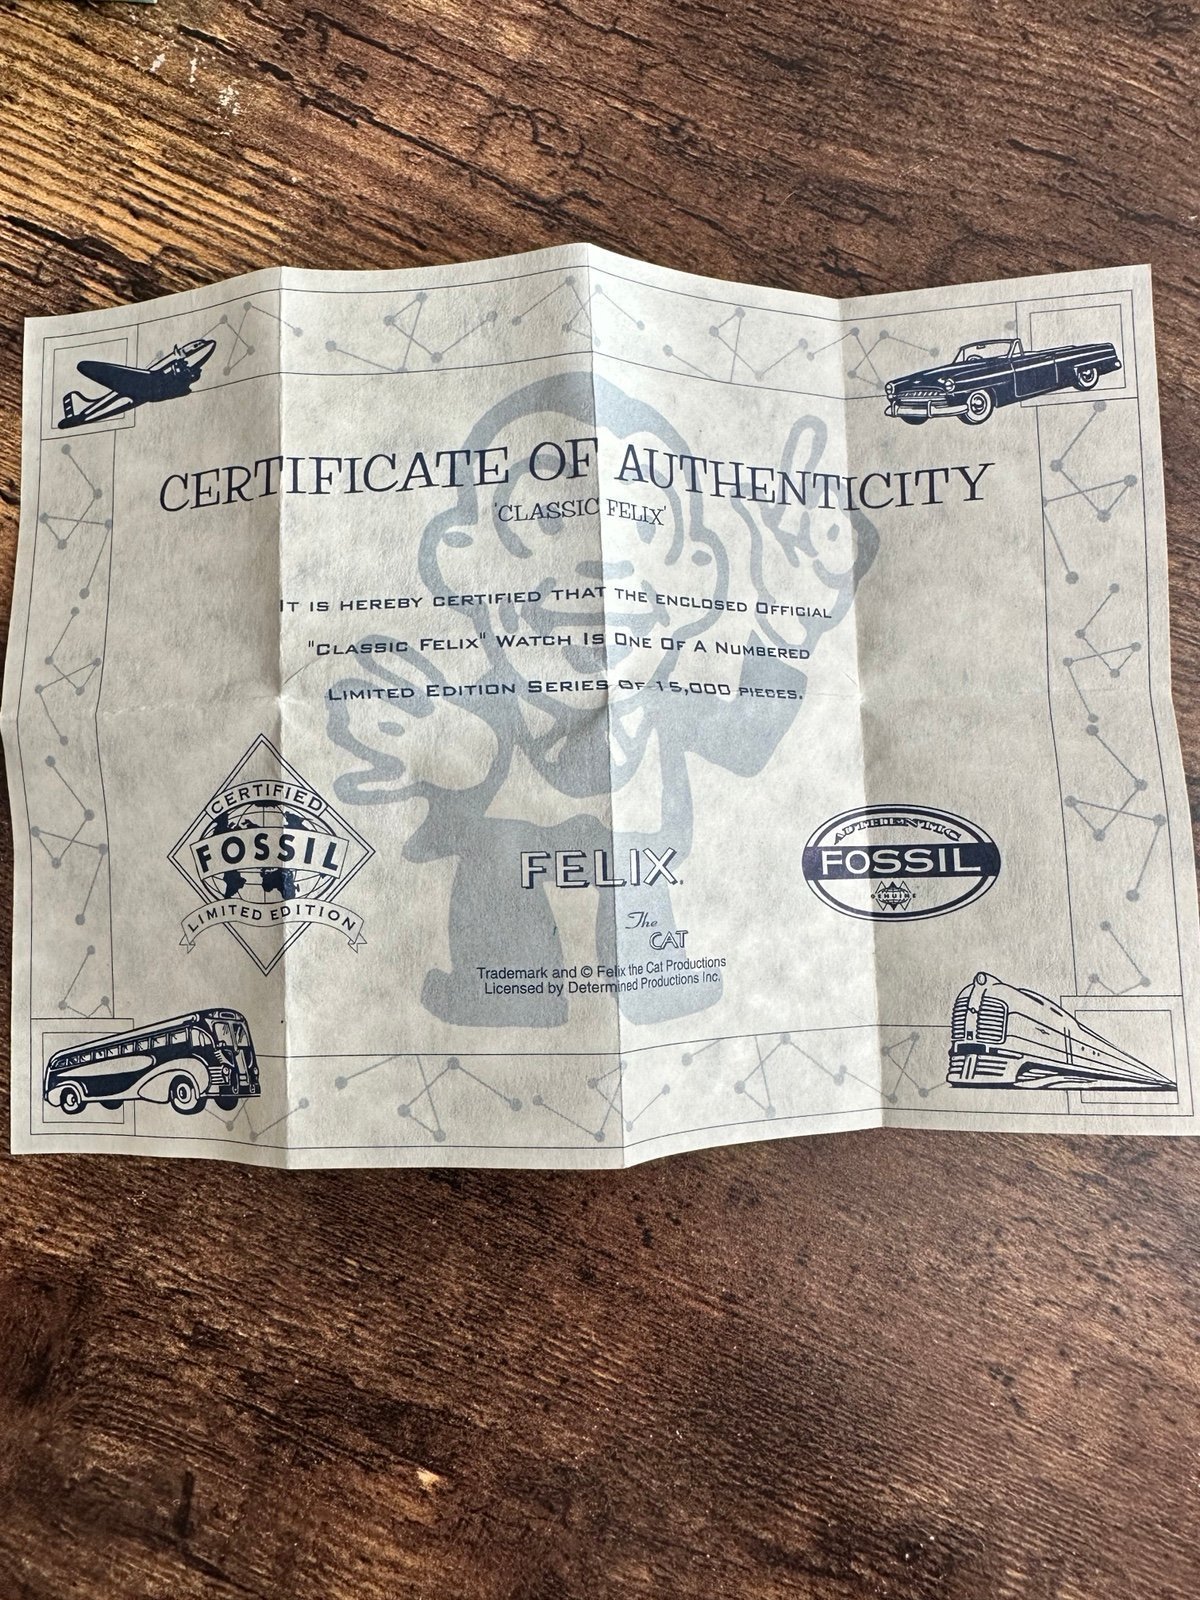 CERTIFICATE OF AUTHENTICITY
'CLASSIC FELIX'
IT IS HEREBY CERTIFIED THAT THE ENCLOSED OFFICIAL
"CLASSIC FELIX" WATCH IS ONE OF A NUMBERED
LIMITED EDITION SERIES OF 15,000 PIECES.
CERTIFIED
FOSSIL
LIMITED EDITION
FELIX.
The
CAT
Trademark and © Felix the Cat Productions
Licensed by Determined Productions Inc.
AUTHENTIC
FOSSIL
GENUINE